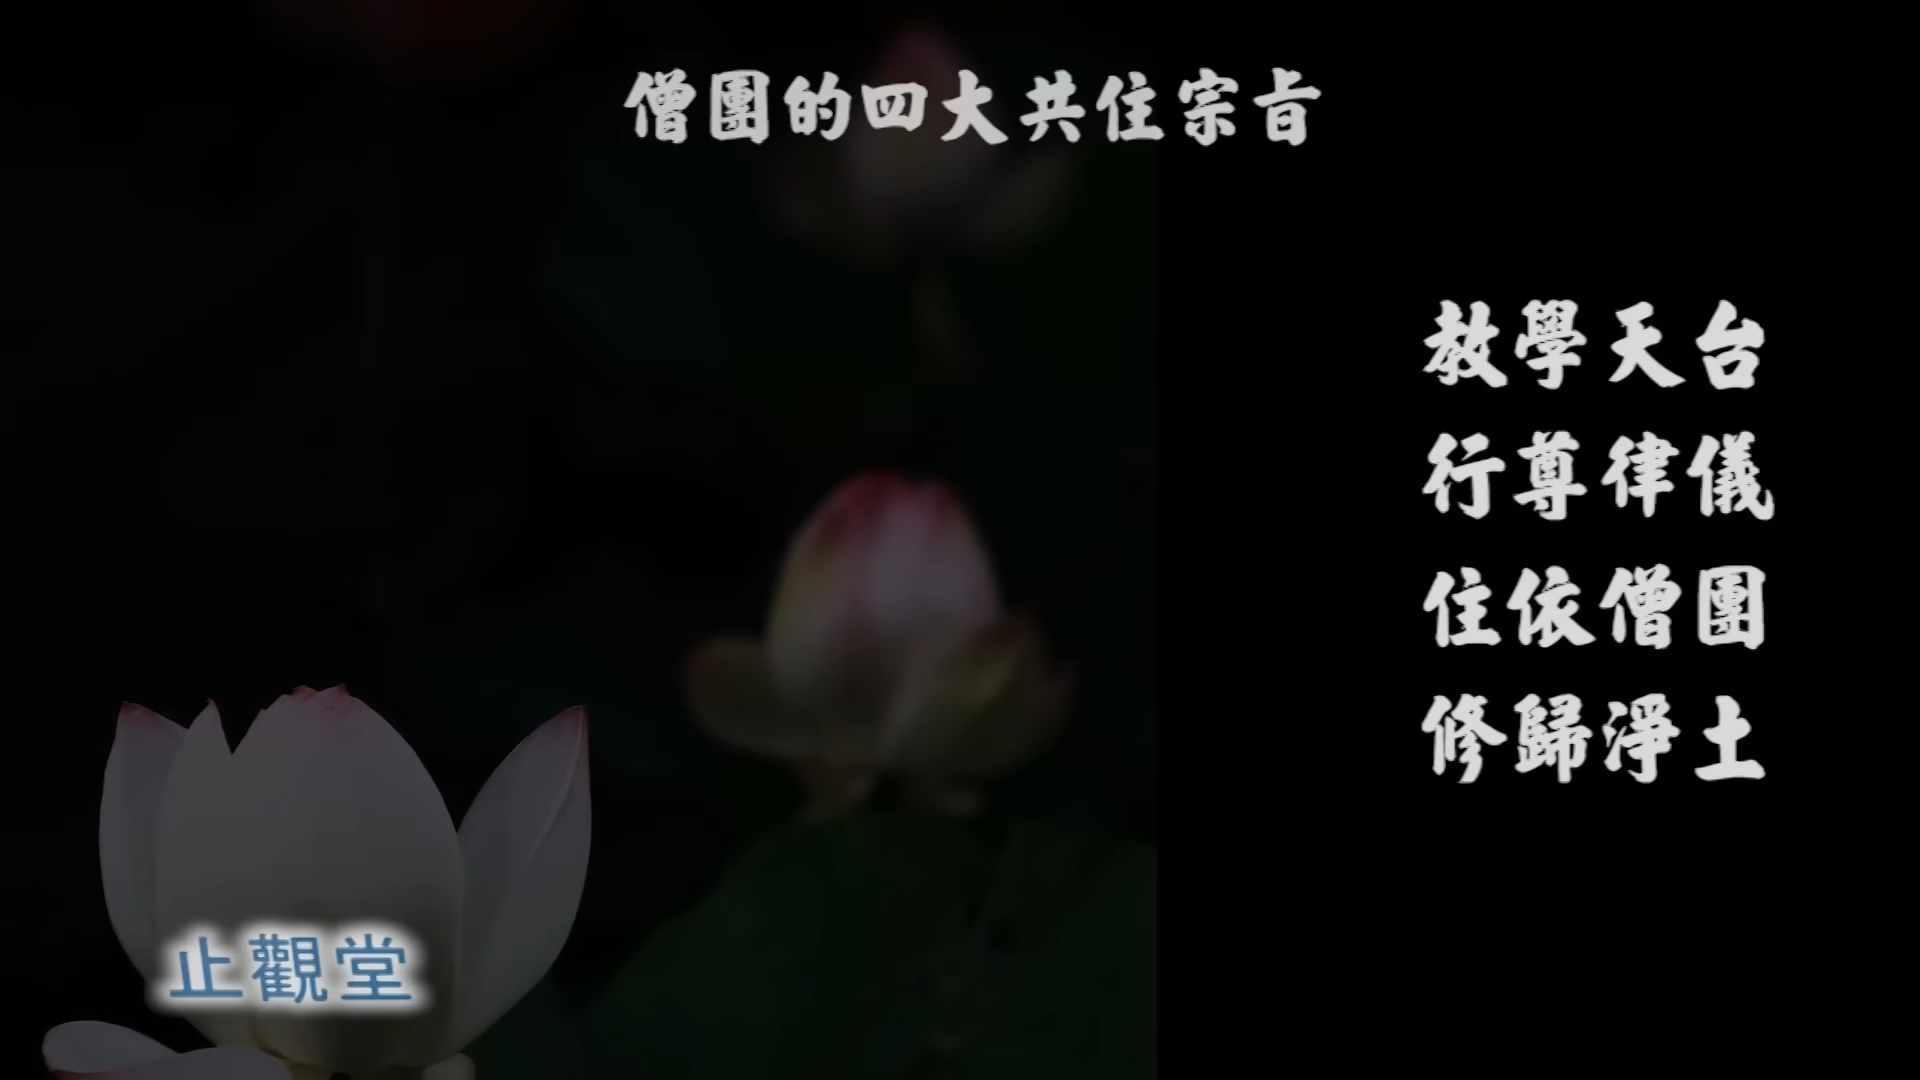 僧團的四大共住宗旨
教學天台
行尊律儀
住依僧團
修歸淨土
止觀堂